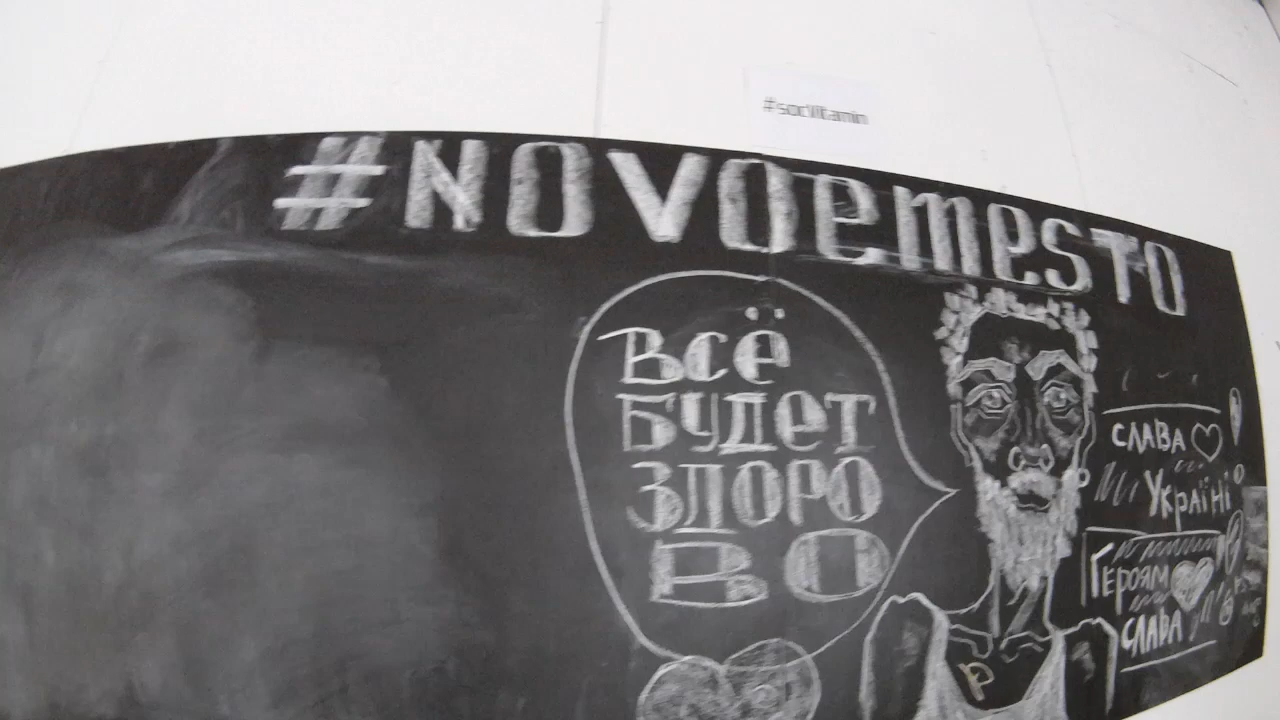 #socVitamin
#NOVOEMESTO
Всё
будет
здоро
во
СЛАВА
Україні
Героям
СЛАВА
Р